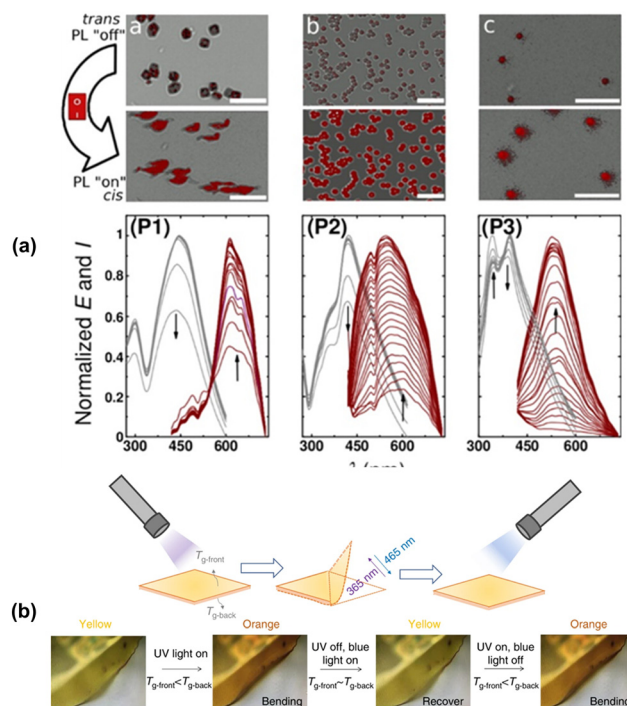 trans
PL "off"
O
I
PL "on"
cis
a
b
c
(a)
Normalized E and I
(P1)
(P2)
(P3)
1
0.8
0.6
0.4
0.2
0
300 450 600
300 450 600
300 450 600
(nm)
(b)
Tg-front
Tg-back
465 nm
365 nm
Yellow
UV light on
Tg-front<Tg-back
Orange
Bending
UV off, blue
light on
Tg-front~Tg-back
Yellow
Recover
UV on, blue
light off
Tg-front<Tg-back
Orange
Bending